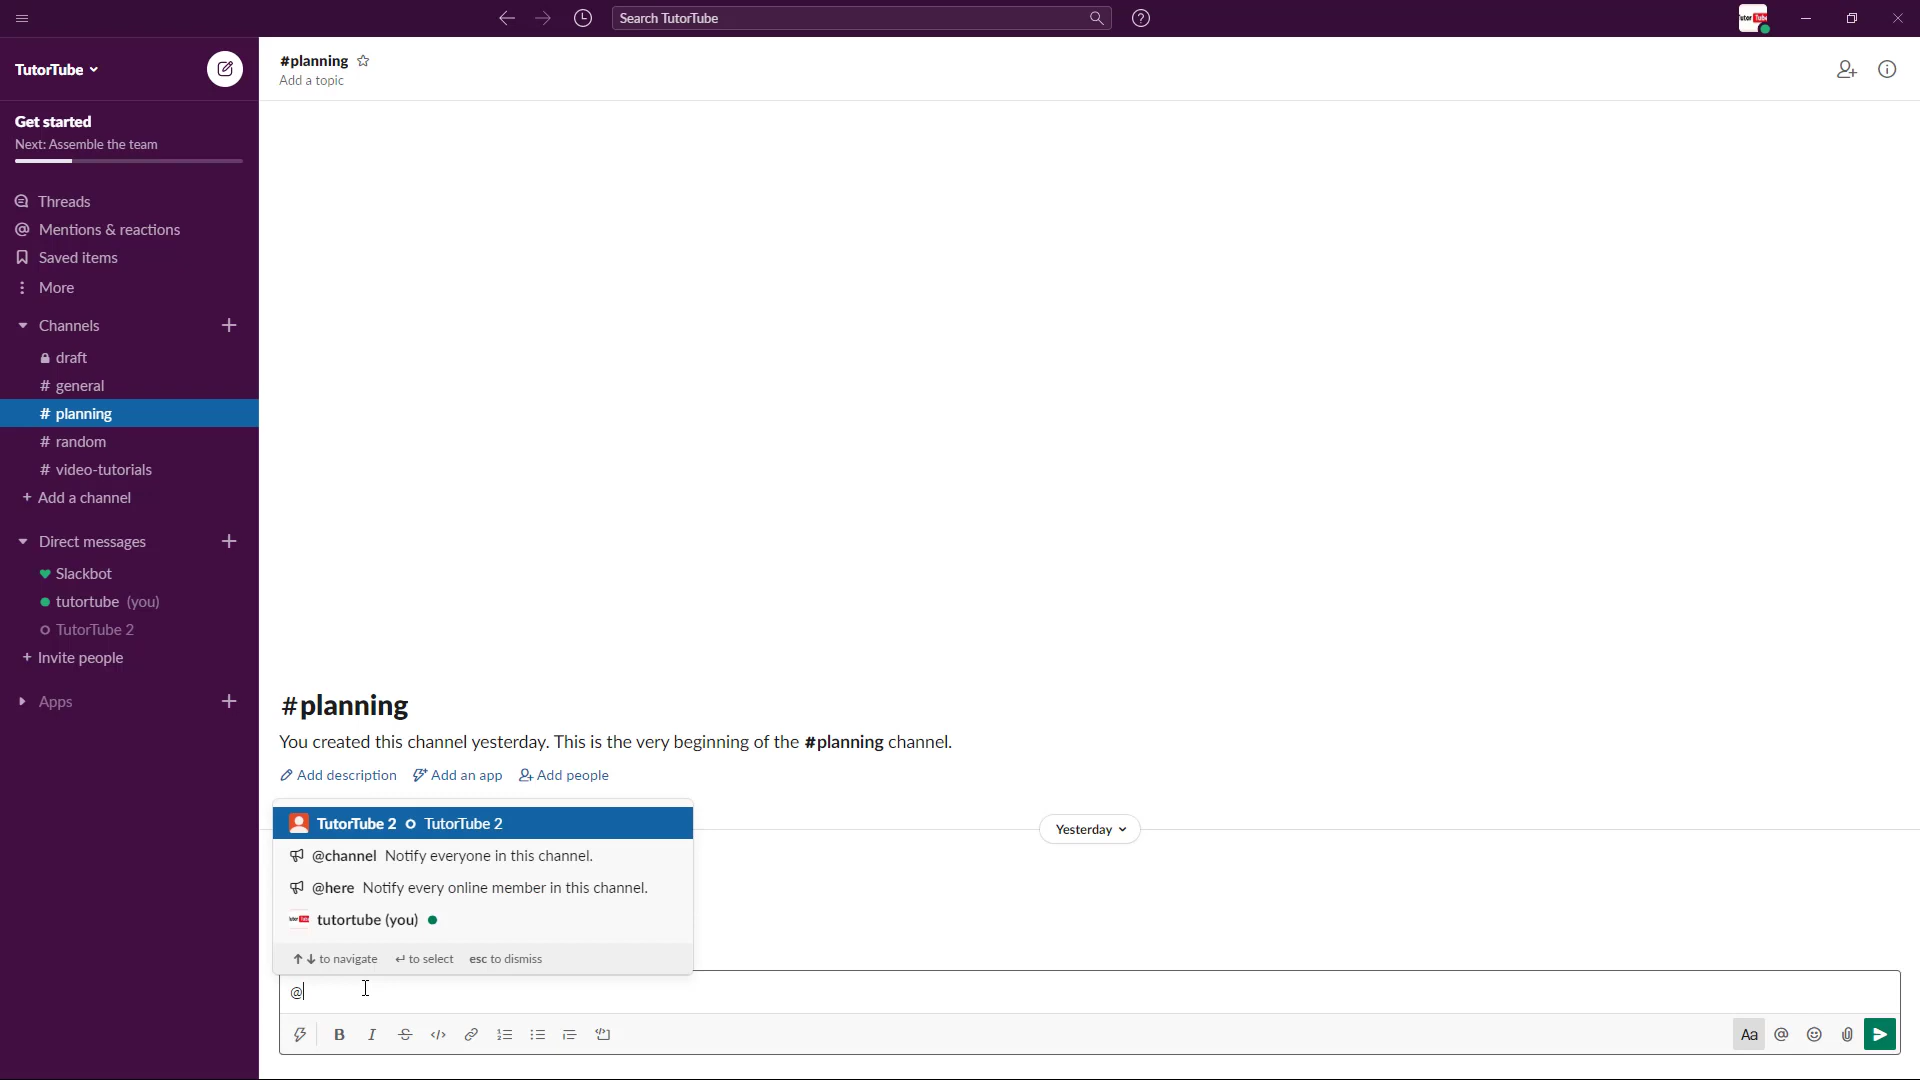 Search TutorTube
TutorTube
Get started
Next: Assemble the team
Threads
Mentions & reactions
Saved items
More
Channels
draft
# general
# planning
# random
# video-tutorials
+ Add a channel
Direct messages
Slackbot
tutortube (you)
TutorTube 2
+ Invite people
Apps
#planning
Add a topic
#planning
You created this channel yesterday. This is the very beginning of the #planning channel.
Add description Add an app Add people
Yesterday
TutorTube 2 TutorTube 2
@channel Notify everyone in this channel.
@here Notify every online member in this channel.
tutortube (you)
↑↓ to navigate ↵ to select esc to dismiss
@
B I S Aa @